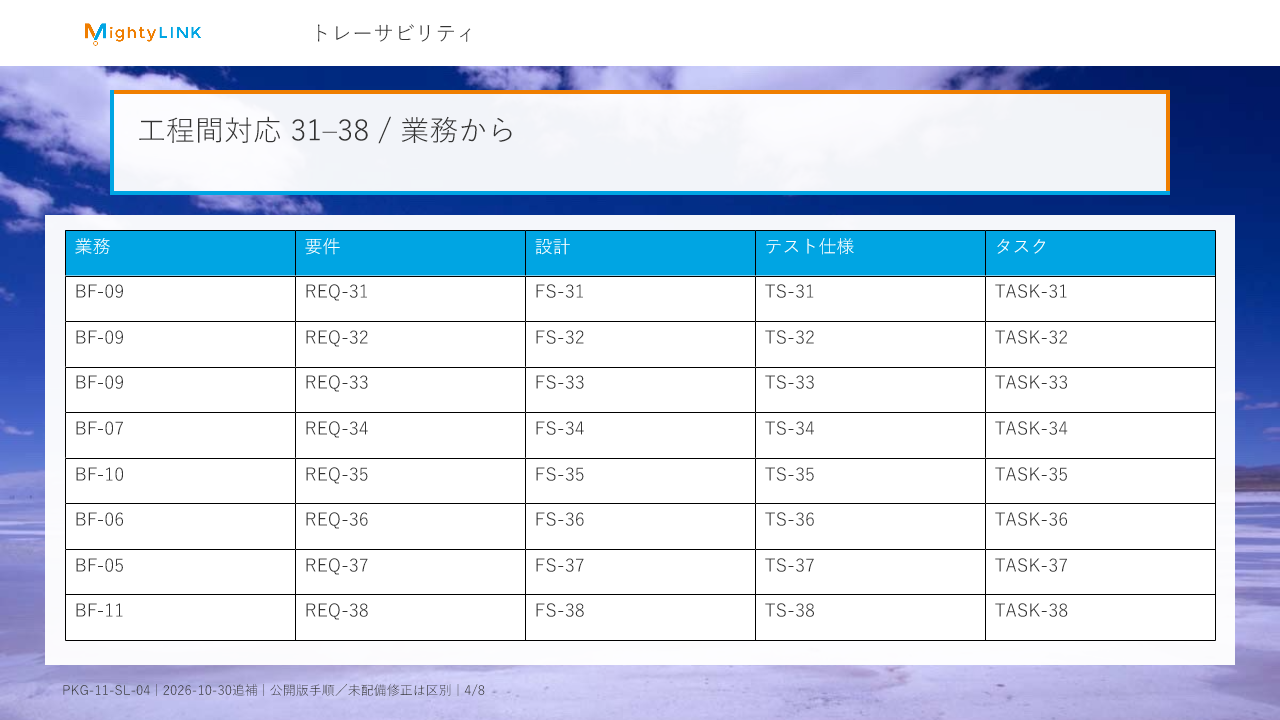 MightyLINK
トレーサビリティ
工程間対応 31–38 / 業務から
業務 要件 設計 テスト仕様 タスク
BF-09 REQ-31 FS-31 TS-31 TASK-31
BF-09 REQ-32 FS-32 TS-32 TASK-32
BF-09 REQ-33 FS-33 TS-33 TASK-33
BF-07 REQ-34 FS-34 TS-34 TASK-34
BF-10 REQ-35 FS-35 TS-35 TASK-35
BF-06 REQ-36 FS-36 TS-36 TASK-36
BF-05 REQ-37 FS-37 TS-37 TASK-37
BF-11 REQ-38 FS-38 TS-38 TASK-38
PKG-11-SL-04 | 2026-10-30追補 | 公開版手順／未配備修正は区別 | 4/8